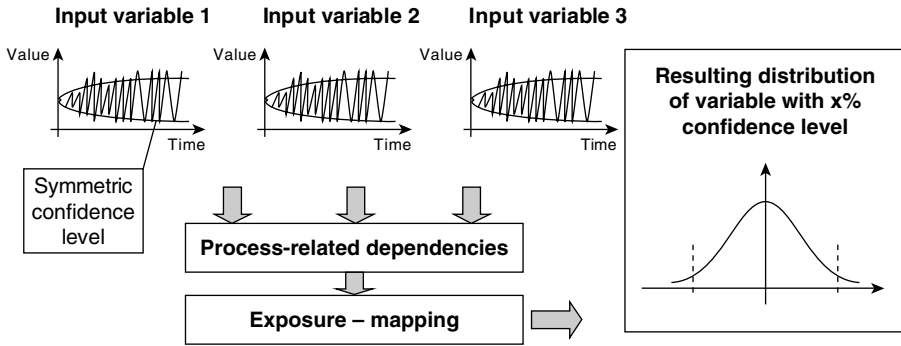 Input variable 1
Input variable 2
Input variable 3
Value
Time
Value
Time
Value
Time
Symmetric
confidence
level
Process-related dependencies
Exposure – mapping
Resulting distribution
of variable with x%
confidence level